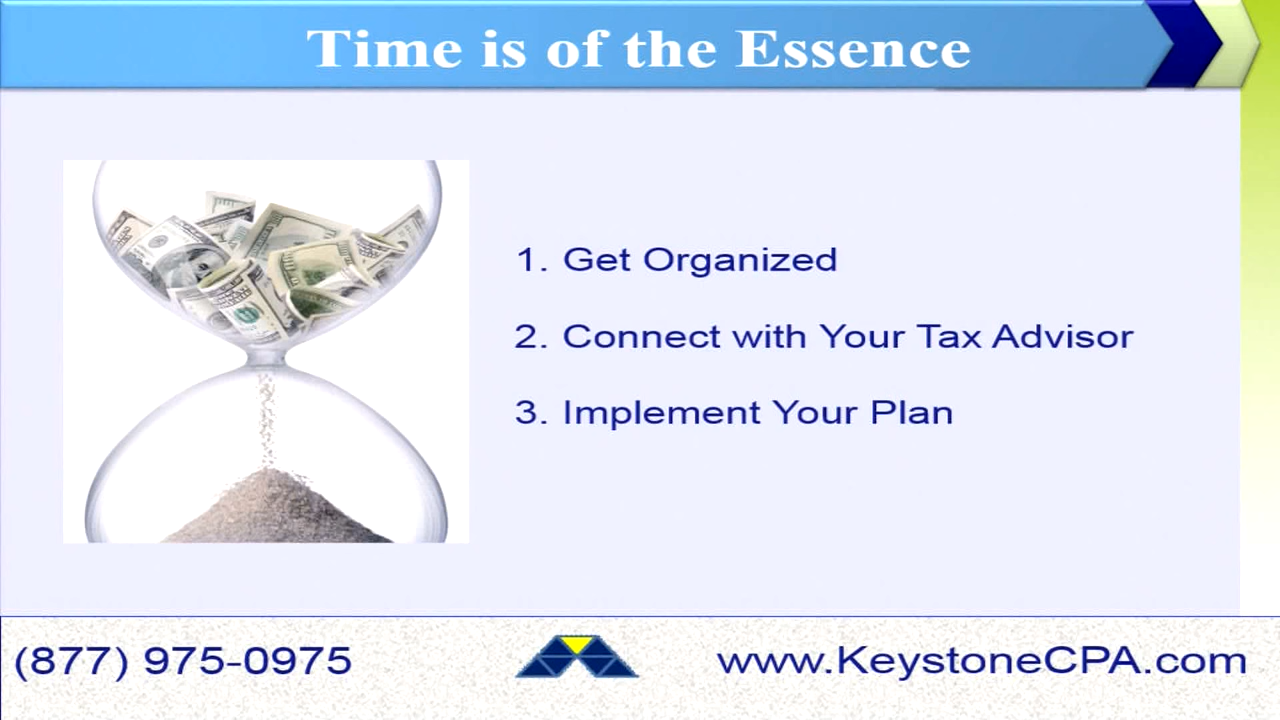 Time is of the Essence
1. Get Organized
2. Connect with Your Tax Advisor
3. Implement Your Plan
(877) 975-0975
www.KeystoneCPA.com